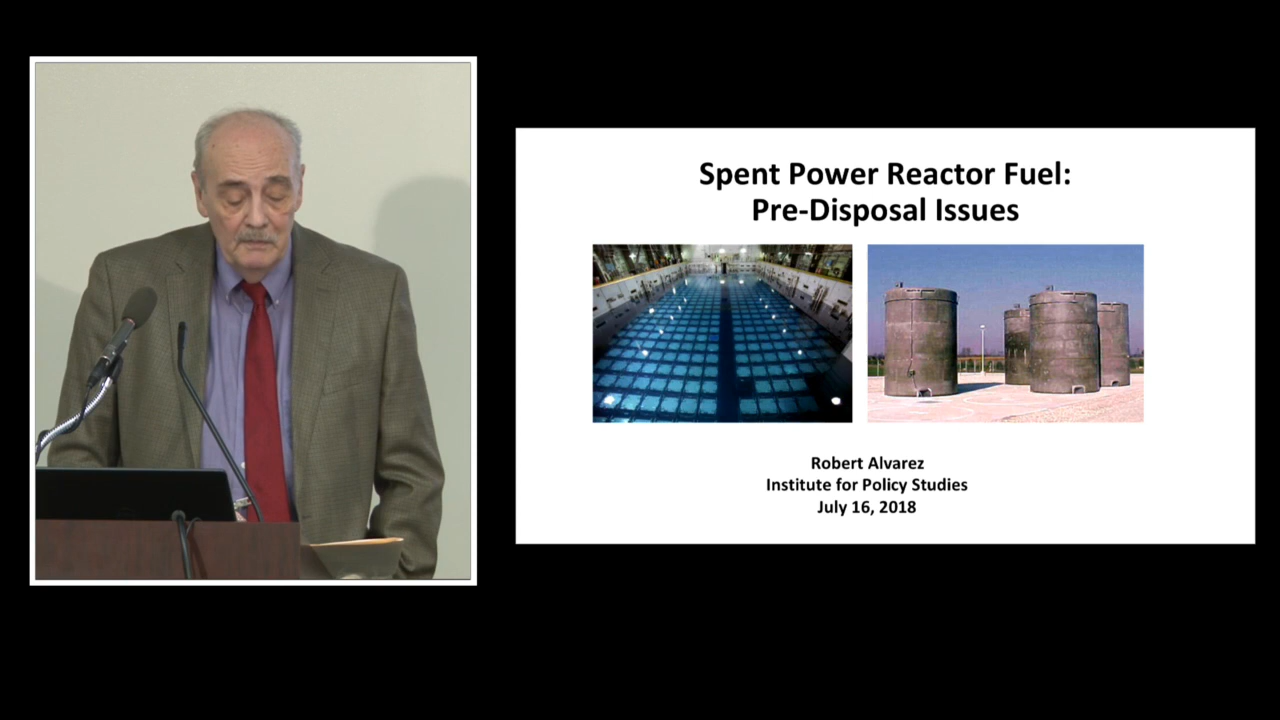 Spent Power Reactor Fuel:
Pre-Disposal Issues
Robert Alvarez
Institute for Policy Studies
July 16, 2018